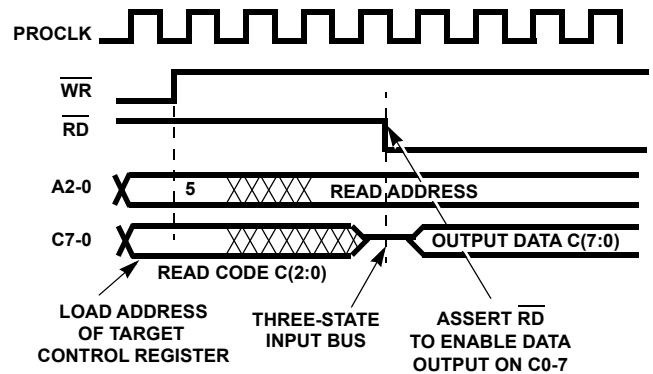 PROCLK
WR
RD
A2-0
5
READ ADDRESS
C7-0
OUTPUT DATA C(7:0)
READ CODE C(2:0)
LOAD ADDRESS
OF TARGET
CONTROL REGISTER
THREE-STATE
INPUT BUS
ASSERT RD
TO ENABLE DATA
OUTPUT ON C0-7